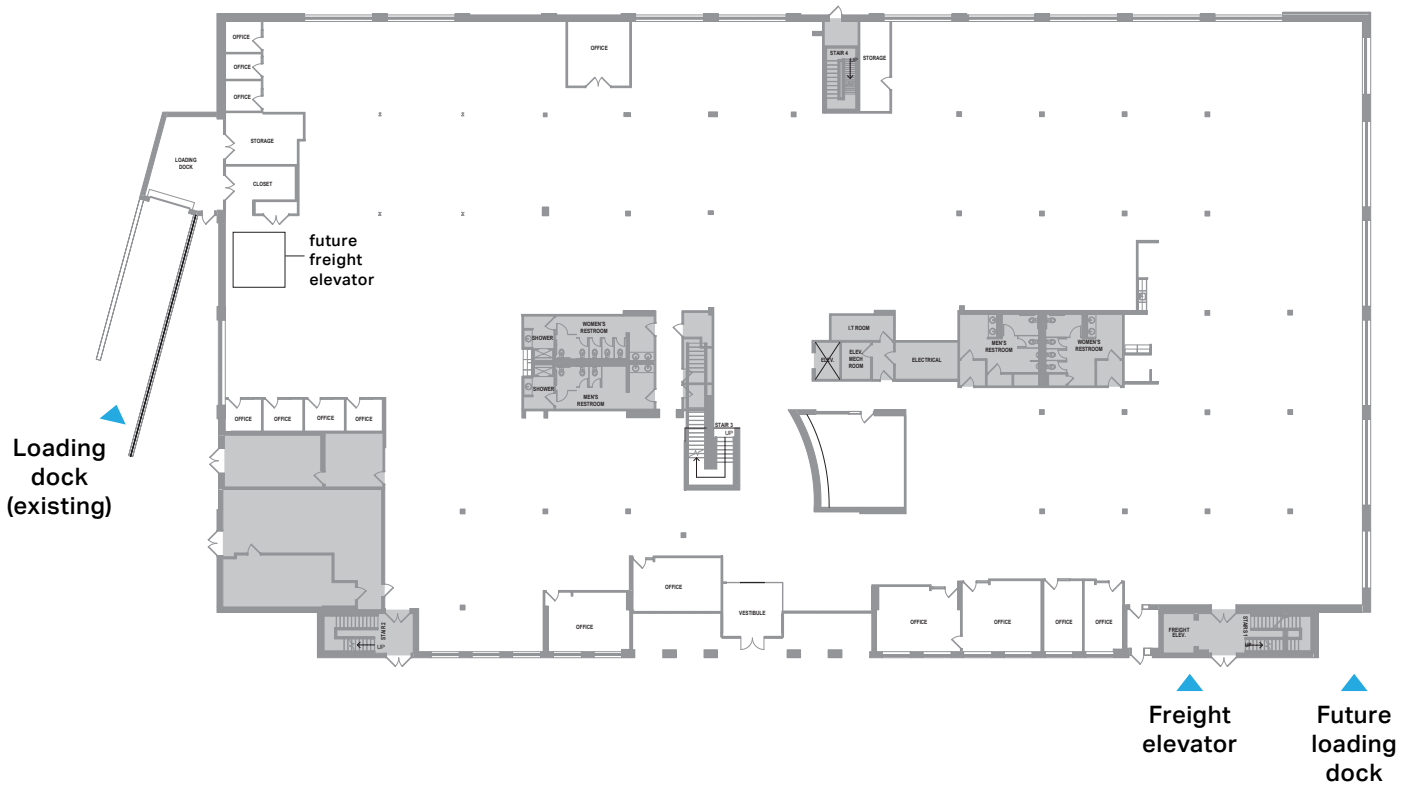 OFFICE
OFFICE
OFFICE
OFFICE
STAIR 4
UP
STORAGE
STORAGE
LOADING
DOCK
CLOSET
future
freight
elevator
WOMEN'S
RESTROOM
SHOWER
SHOWER
MEN'S
RESTROOM
I.T ROOM
ELEV.
ELEV.
MECH
ROOM
ELECTRICAL
MEN'S
RESTROOM
WOMEN'S
RESTROOM
OFFICE
OFFICE
OFFICE
OFFICE
STAIR 3
UP
Loading
dock
(existing)
OFFICE
OFFICE
VESTIBULE
OFFICE
OFFICE
OFFICE
OFFICE
STAIR 2
UP
FREIGHT
ELEV.
STAIRS 1
UP
Freight
elevator
Future
loading
dock